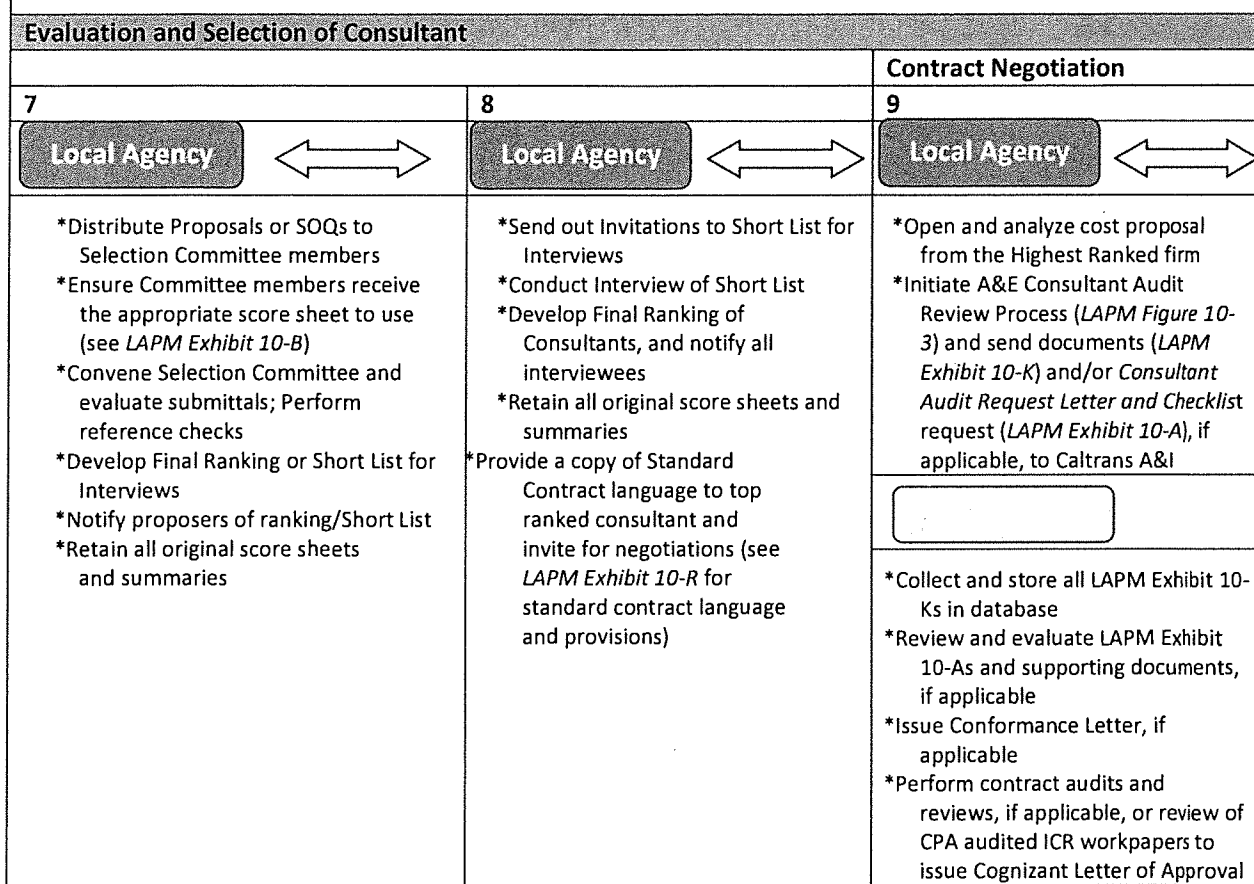 Evaluation and Selection of Consultant
Contract Negotiation
7
8
9
Local Agency
Local Agency
Local Agency
*Distribute Proposals or SOQs to
Selection Committee members
*Ensure Committee members receive
the appropriate score sheet to use
(see LAPM Exhibit 10-B)
*Convene Selection Committee and
evaluate submittals; Perform
reference checks
*Develop Final Ranking or Short List for
Interviews
*Notify proposers of ranking/Short List
*Retain all original score sheets
and summaries
*Send out Invitations to Short List for
Interviews
*Conduct Interview of Short List
*Develop Final Ranking of
Consultants, and notify all
interviewees
*Retain all original score sheets and
summaries
*Provide a copy of Standard
Contract language to top
ranked consultant and
invite for negotiations (see
LAPM Exhibit 10-R for
standard contract language
and provisions)
*Open and analyze cost proposal
from the Highest Ranked firm
*Initiate A&E Consultant Audit
Review Process (LAPM Figure 10-
3) and send documents (LAPM
Exhibit 10-K) and/or Consultant
Audit Request Letter and Checklist
request (LAPM Exhibit 10-A), if
applicable, to Caltrans A&I
*Collect and store all LAPM Exhibit 10-
Ks in database
*Review and evaluate LAPM Exhibit
10-As and supporting documents,
if applicable
*Issue Conformance Letter, if
applicable
*Perform contract audits and
reviews, if applicable, or review of
CPA audited ICR workpapers to
issue Cognizant Letter of Approval